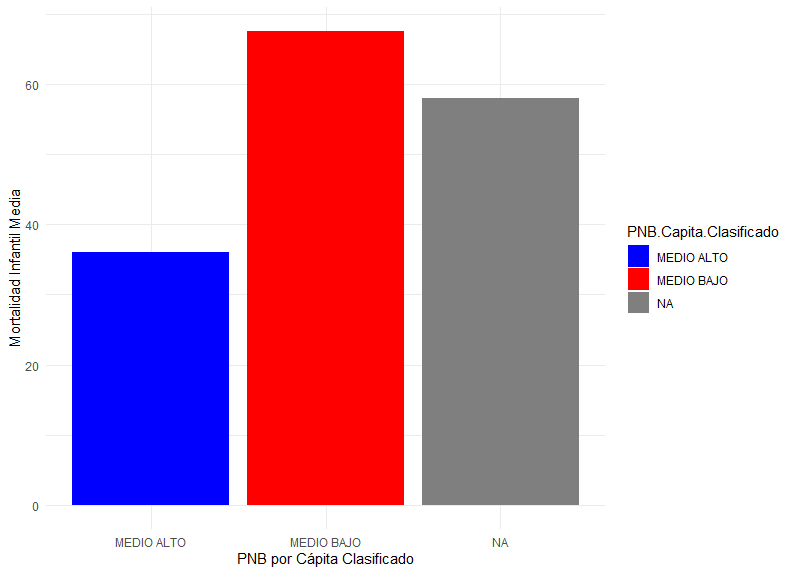 60
40
20
0
Mortalidad Infantil Media
MEDIO ALTO
MEDIO BAJO
NA
PNB por Cápita Clasificado
PNB.Capita.Clasificado
MEDIO ALTO
MEDIO BAJO
NA